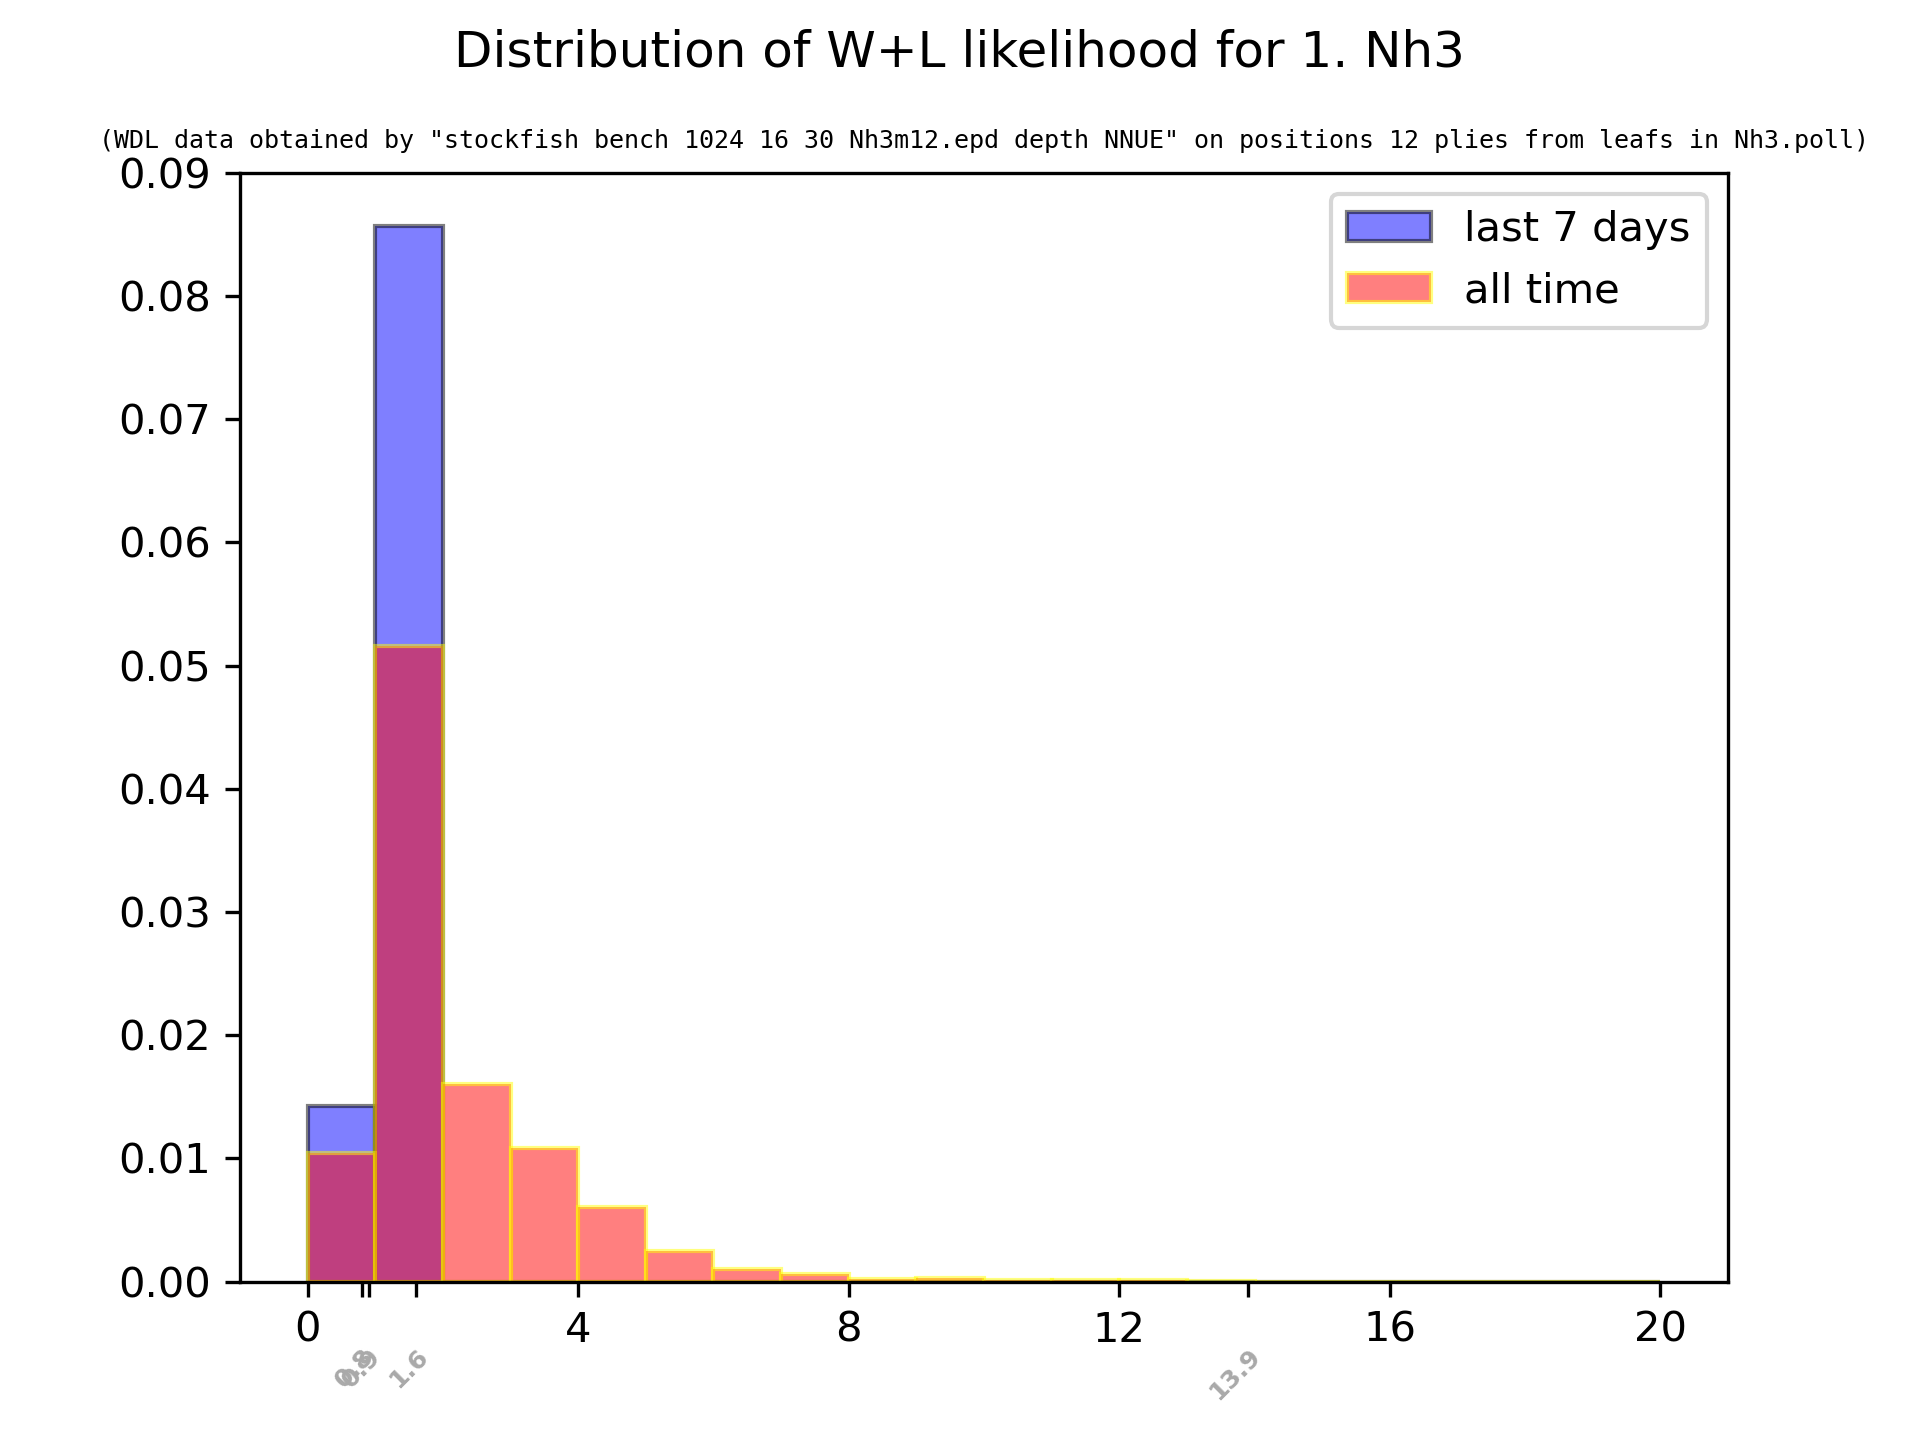 Distribution of W+L likelihood for 1. Nh3
(WDL data obtained by "stockfish bench 1024 16 30 Nh3m12.epd depth NNUE" on positions 12 plies from leafs in Nh3.poll)
0.09
last 7 days
all time
0.08
0.07
0.06
0.05
0.04
0.03
0.02
0.01
0.00
0 4 8 12 16 20
0.9 1.6 13.9